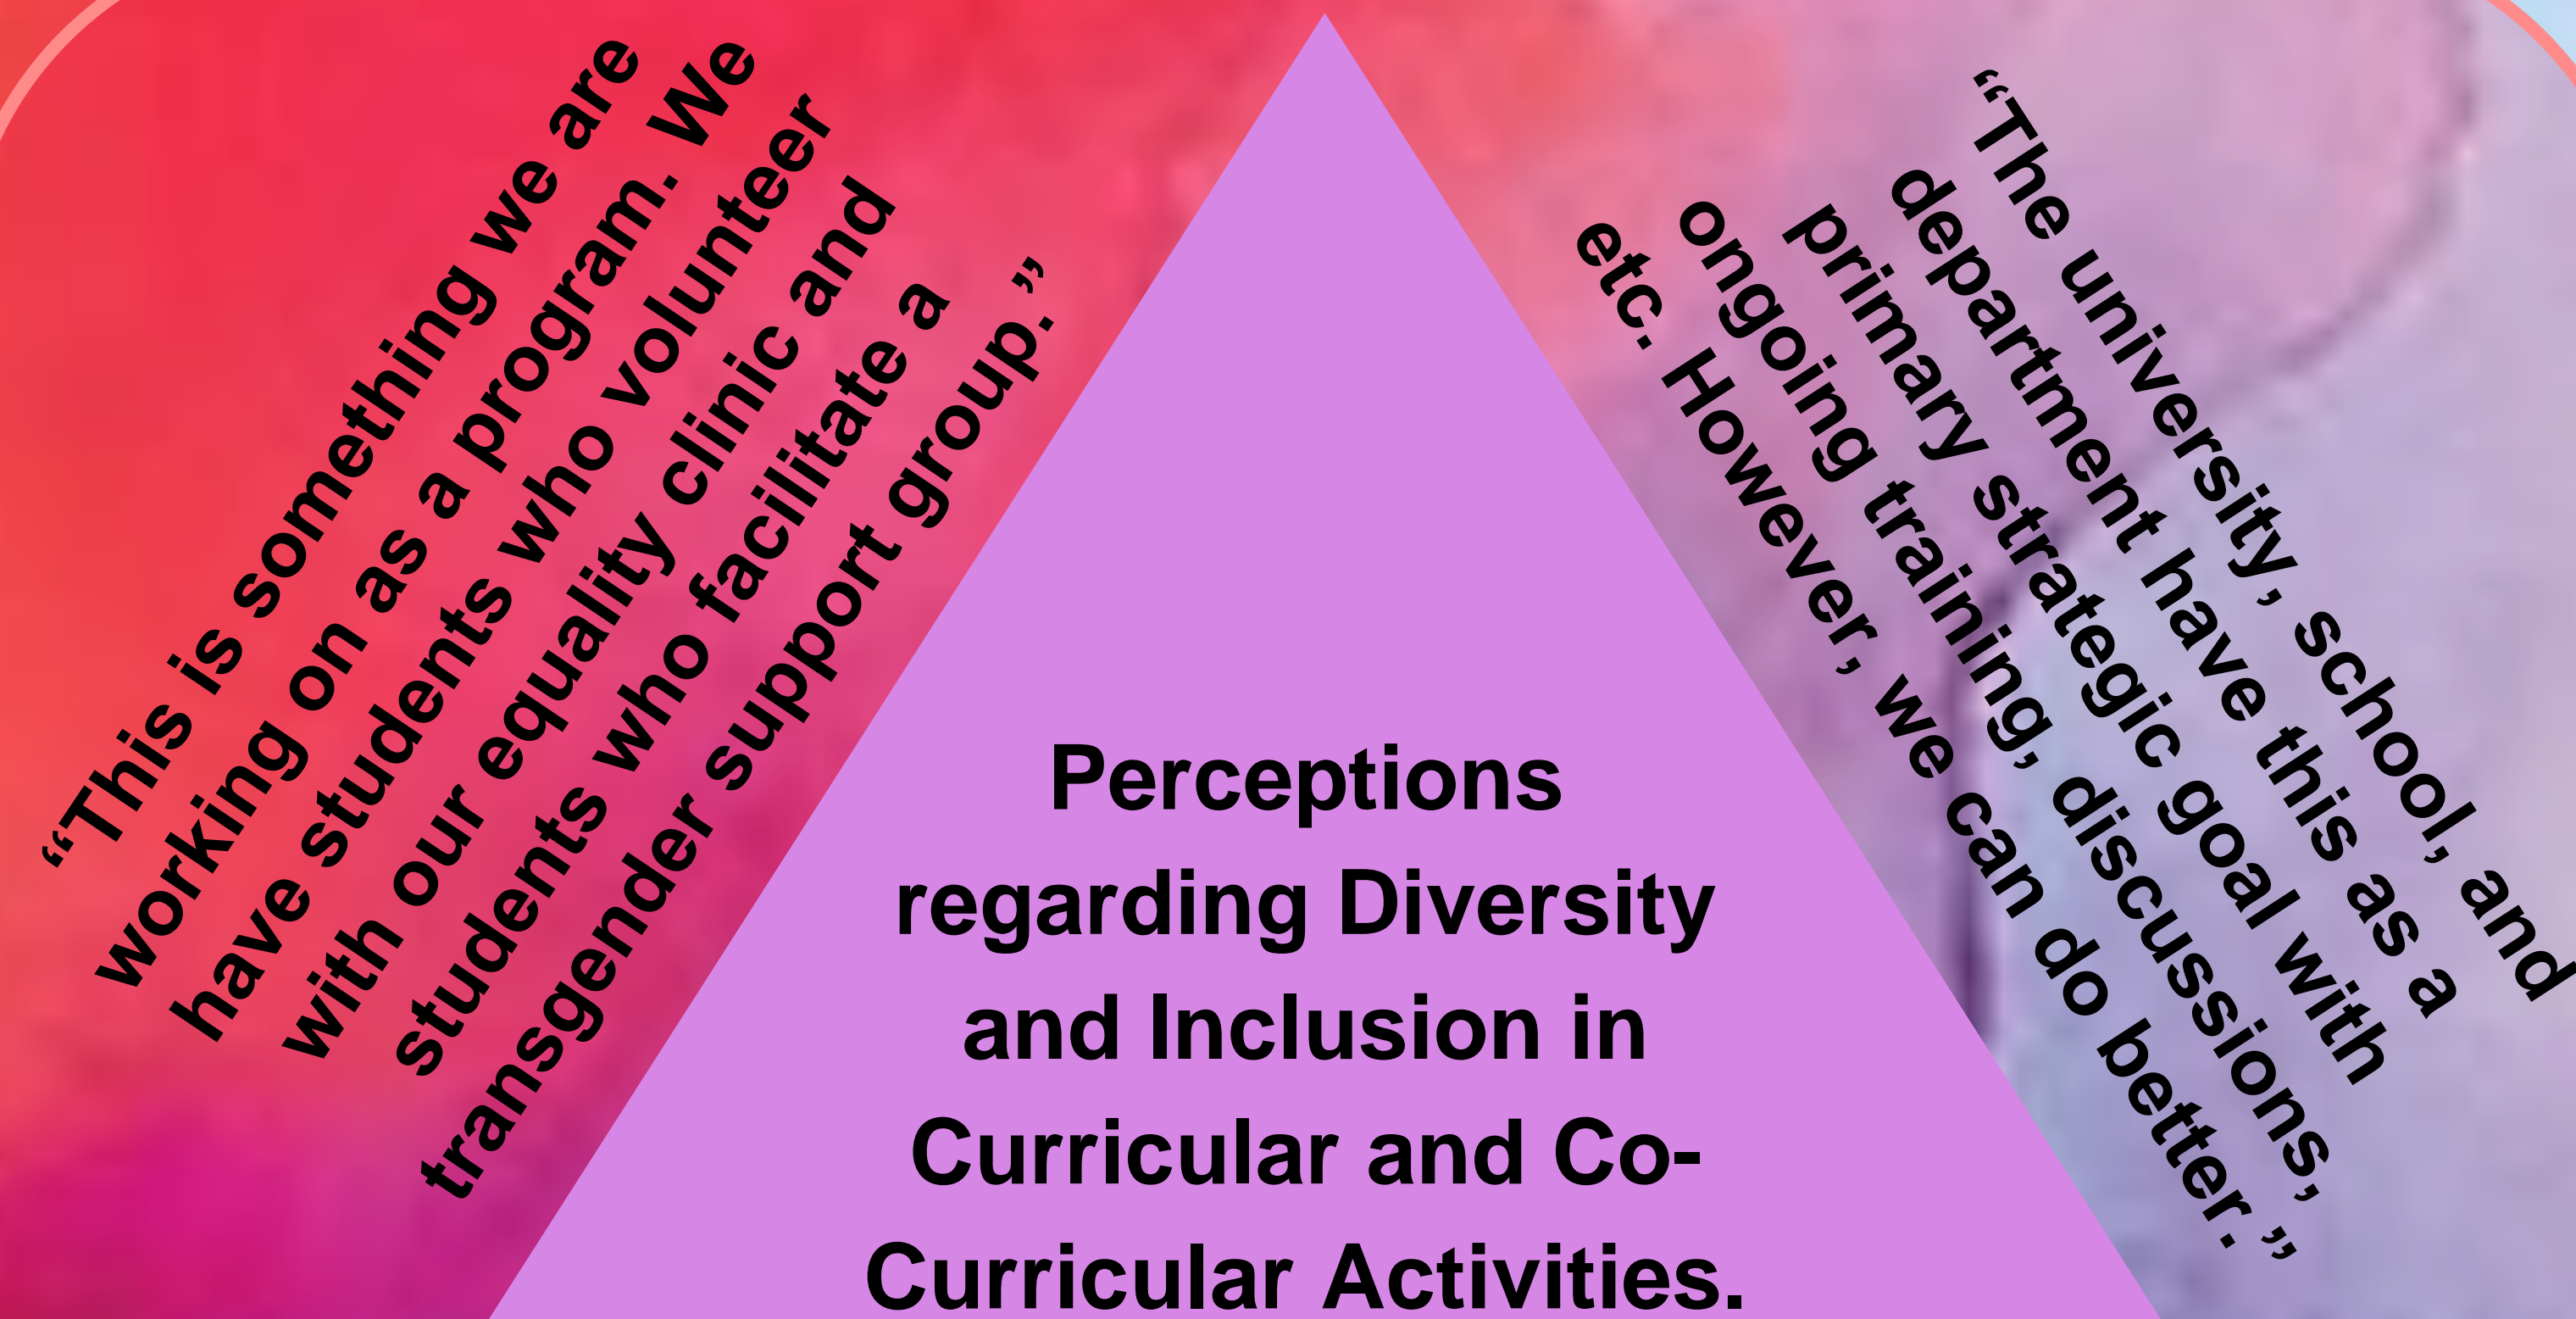 “This is something we are
working on as a program. We
have students who volunteer
with our equality clinic and
students who facilitate a
transgender support group.”
Perceptions
regarding Diversity
and Inclusion in
Curricular and Co-
Curricular Activities.
“The university, school, and
department have this as a
primary strategic goal with
ongoing training, discussions,
etc. However, we can do better.”